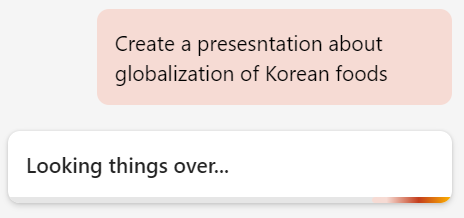 Create a presesntation about
globalization of Korean foods
Looking things over...